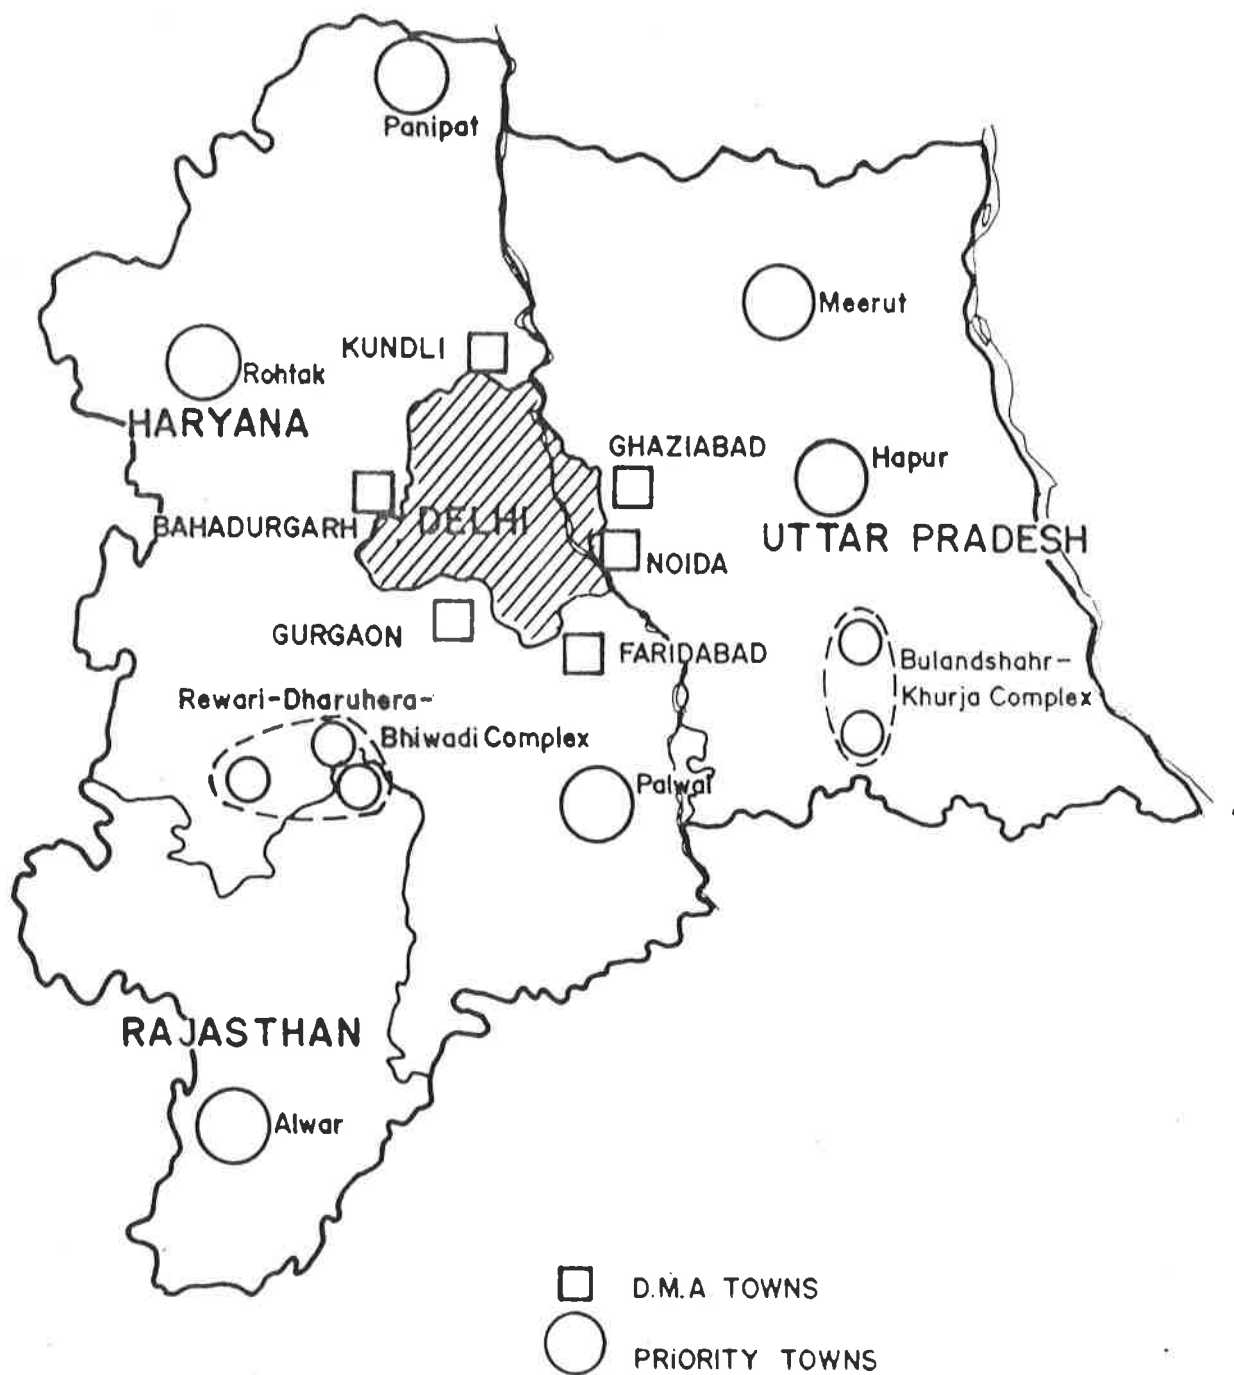 Panipat
Meerut
KUNDLI
Rohtak
HARYANA
GHAZIABAD
Hapur
BAHADURGARH
DELHI
UTTAR PRADESH
NOIDA
GURGAON
FARIDABAD
Bulandshahr-
Khurja Complex
Rewari-Dharuhera-
Bhiwadi Complex
Palwal
RAJASTHAN
Alwar
D.M.A TOWNS
PRIORITY TOWNS